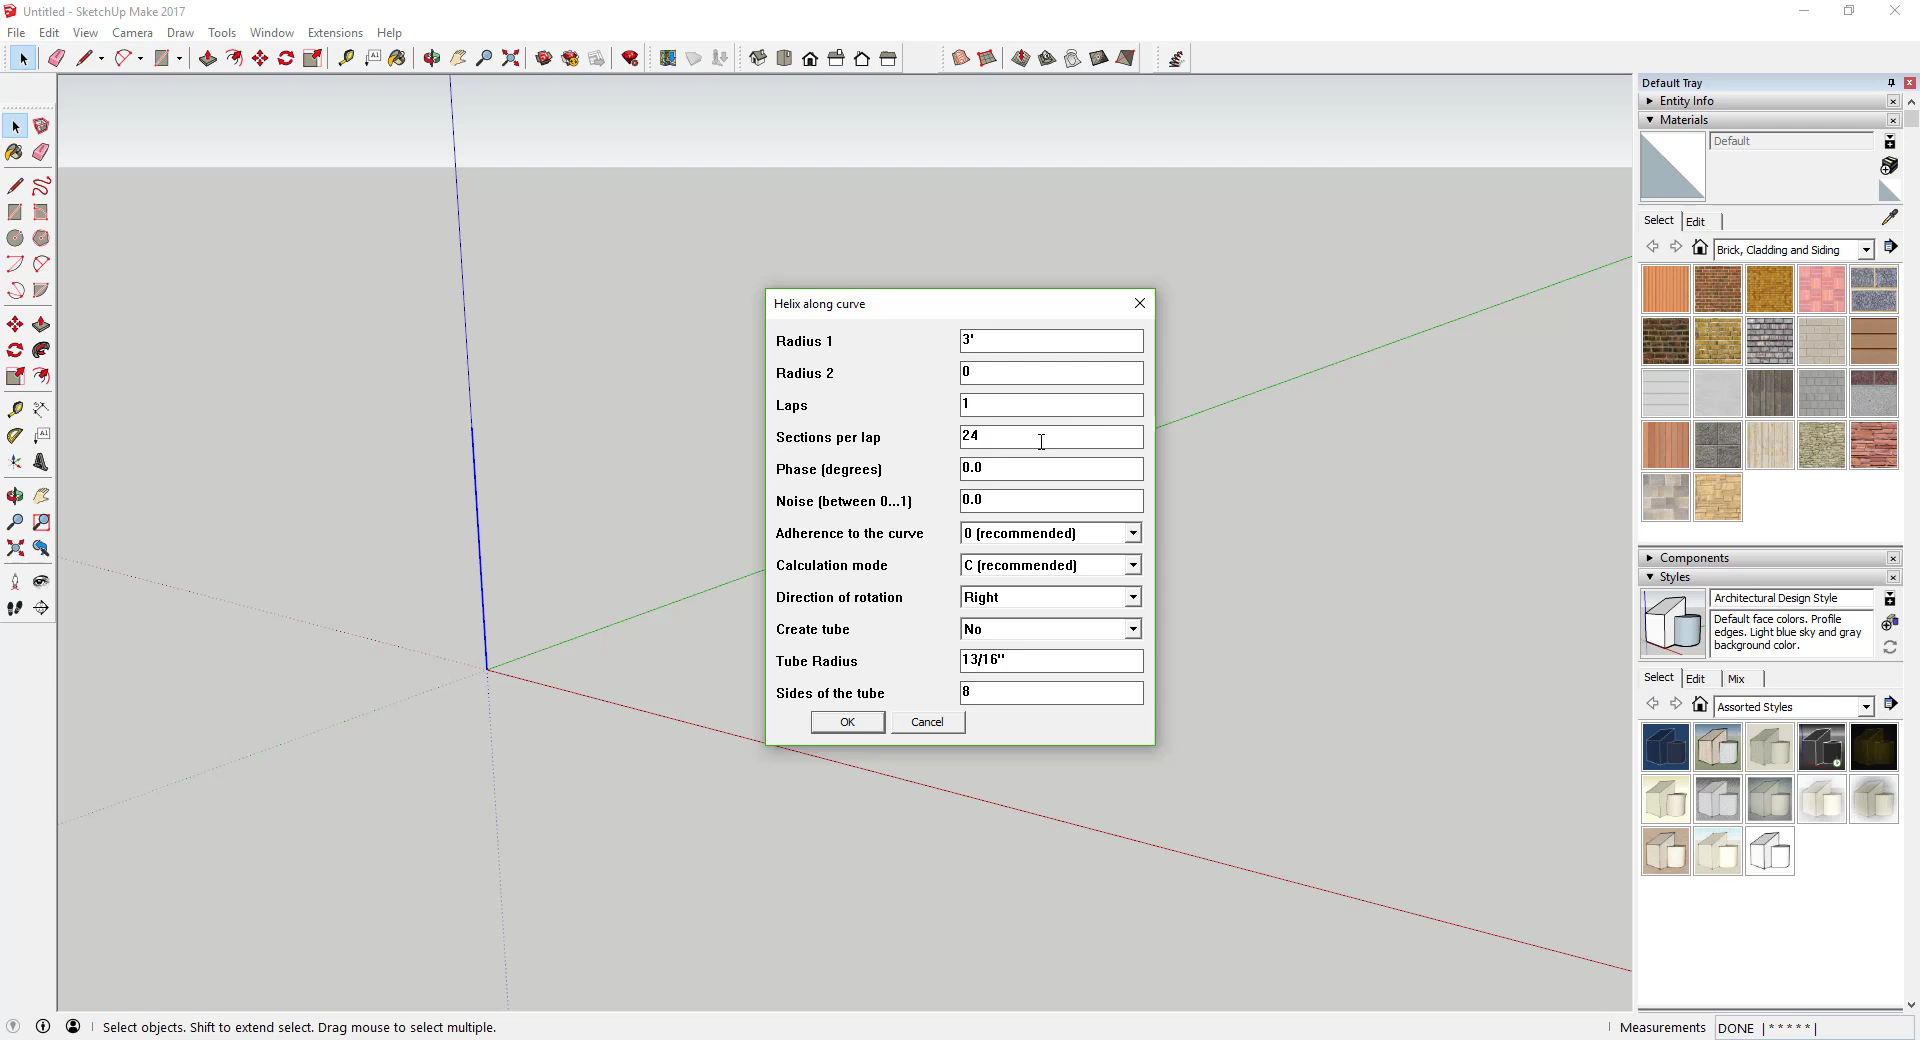 Untitled - SketchUp Make 2017
File Edit View Camera Draw Tools Window Extensions Help
Default Tray
Entity Info
Materials
Default
Select Edit
Brick, Cladding and Siding
Helix along curve
Radius 1 3'
Radius 2 0
Laps 1
Sections per lap 24
Phase (degrees) 0.0
Noise (between 0...1) 0.0
Adherence to the curve 0 (recommended)
Calculation mode C (recommended)
Direction of rotation Right
Create tube No
Tube Radius 13/16"
Sides of the tube 8
OK Cancel
Components
Styles
Architectural Design Style
Default face colors. Profile
edges. Light blue sky and gray
background color.
Select Edit Mix
Assorted Styles
Select objects. Shift to extend select. Drag mouse to select multiple.
Measurements DONE |*****|